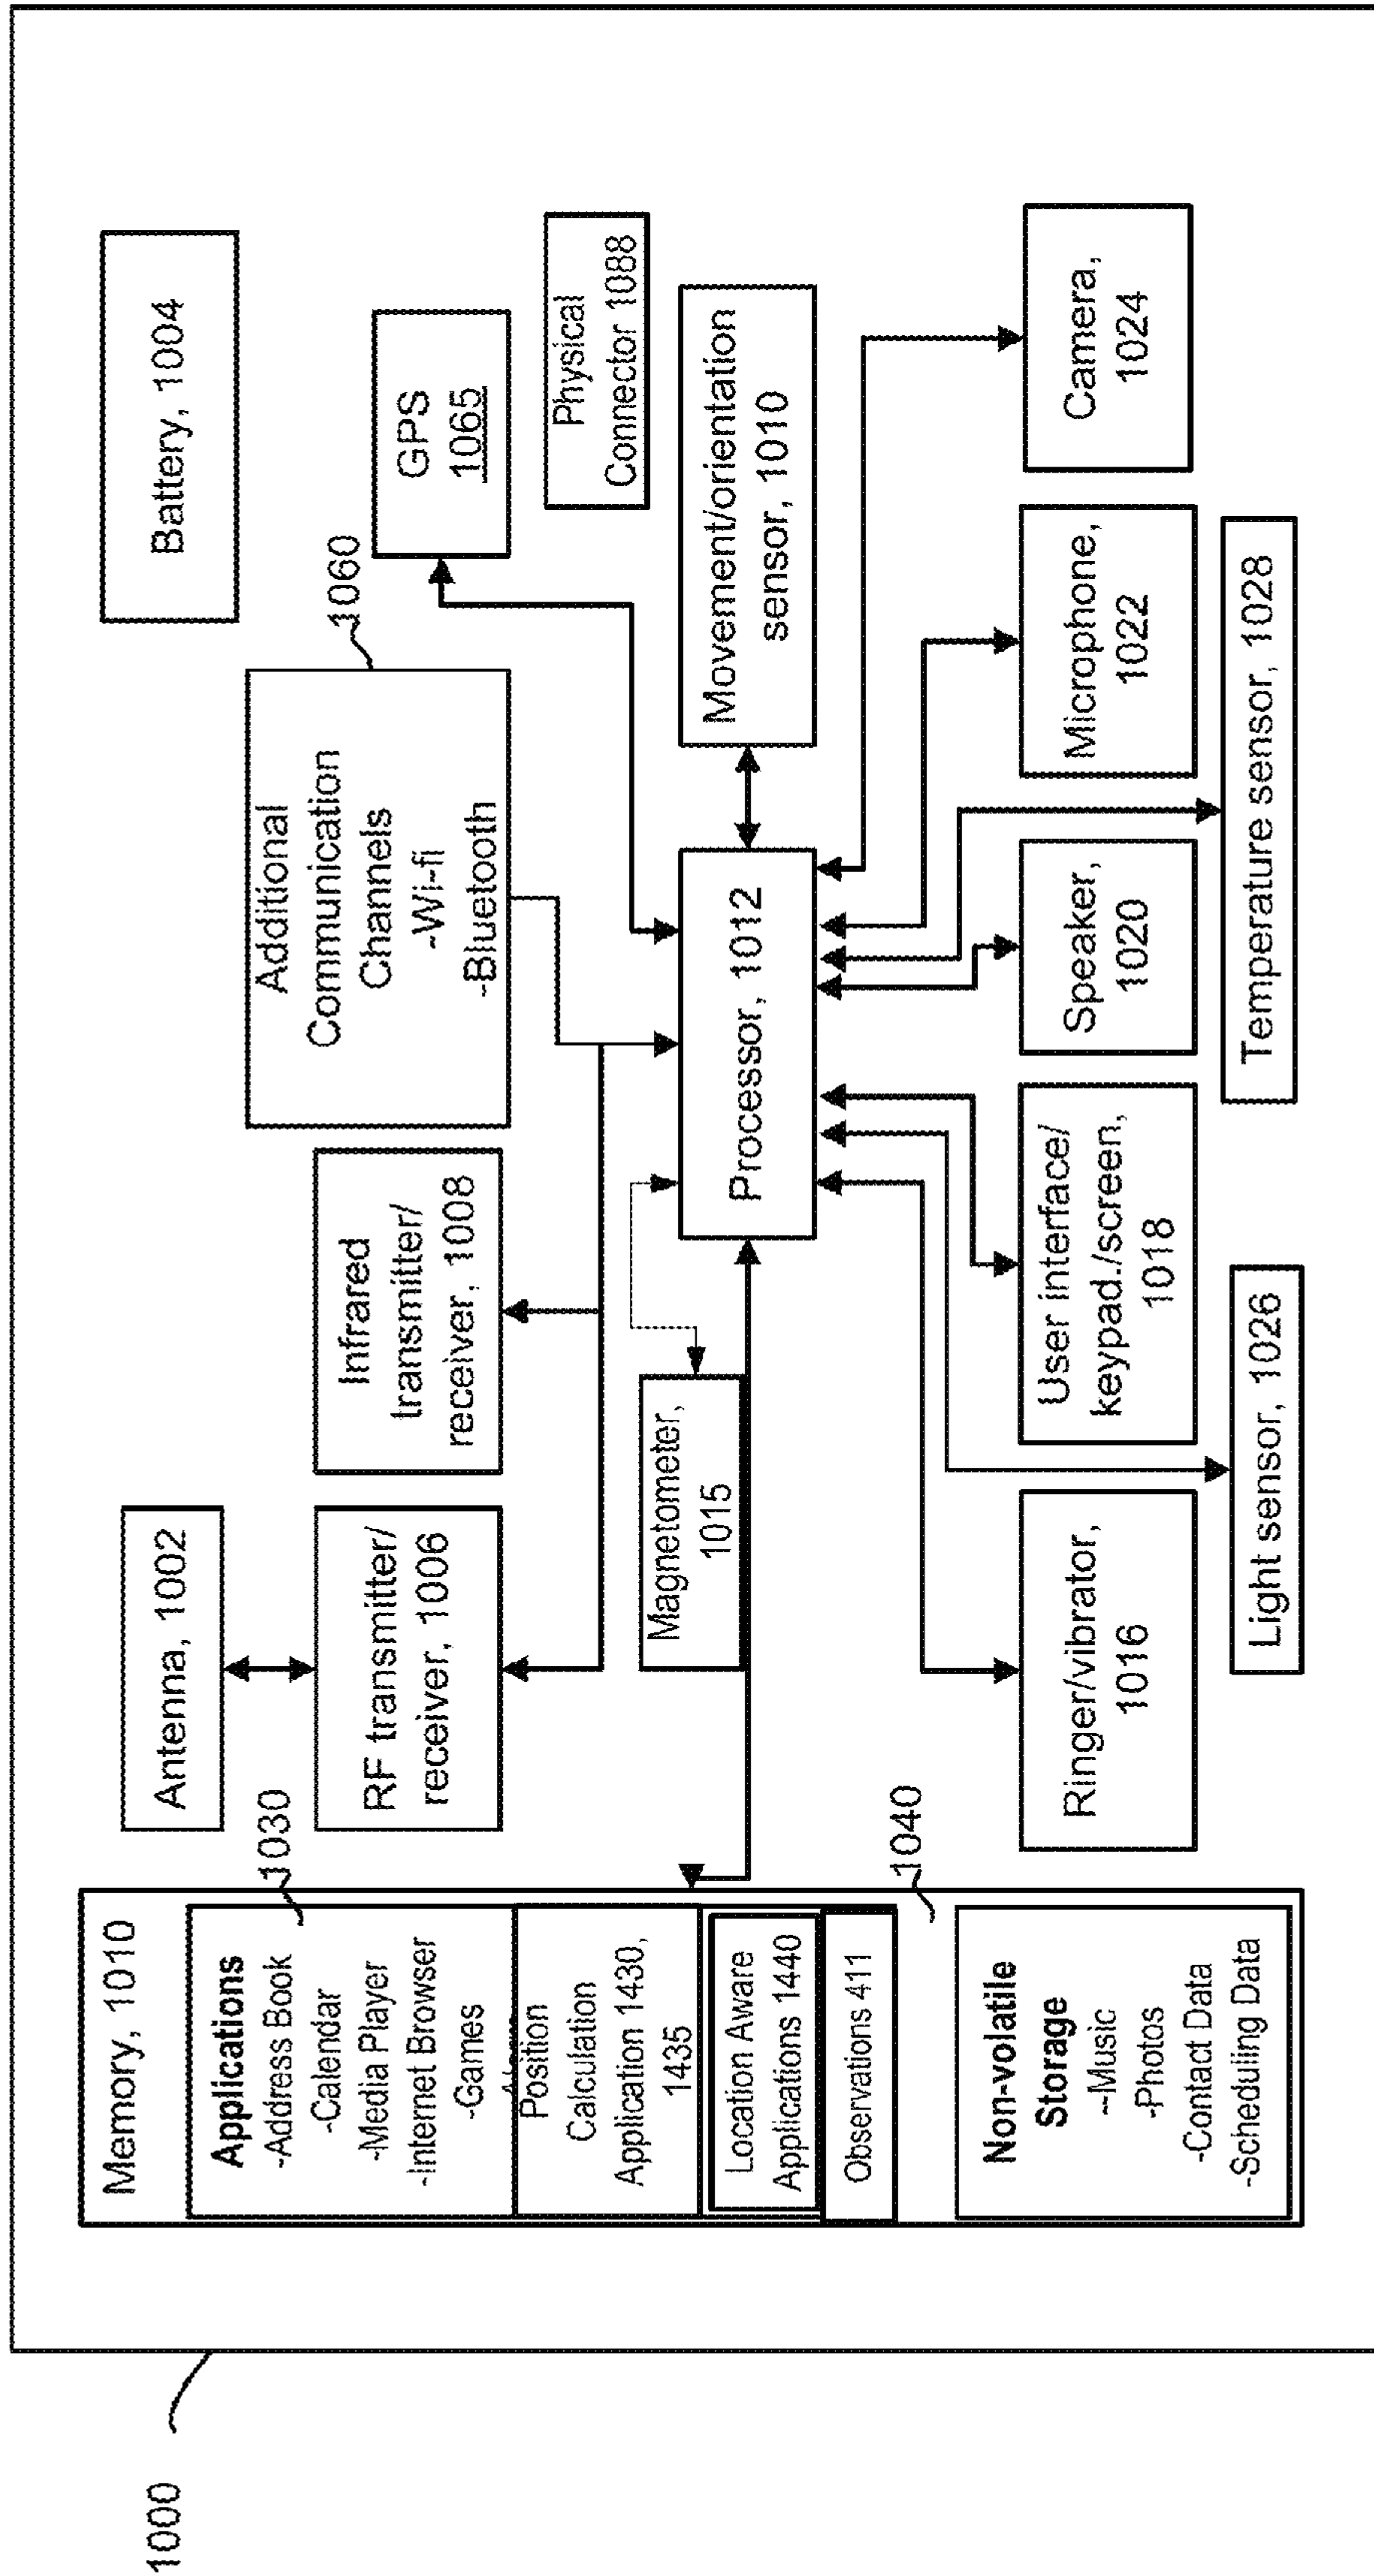 1000
Memory, 1010
Applications
-Address Book
-Calendar
-Media Player
-Internet Browser
-Games
Position
Calculation
Application 1430,
1435
Location Aware
Applications 1440
Observations 411
1030
1040
Non-volatile
Storage
--Music
-Photos
-Contact Data
-Scheduling Data
Antenna, 1002
RF transmitter/
receiver, 1006
Infrared
transmitter/
receiver, 1008
Additional
Communication
Channels
-Wi-fi
-Bluetooth
1060
Battery, 1004
GPS
1065
Physical
Connector 1088
Magnetometer,
1015
Processor, 1012
Movement/orientation
sensor, 1010
Ringer/vibrator,
1016
User interface/
keypad./screen,
1018
Speaker,
1020
Microphone,
1022
Camera,
1024
Light sensor, 1026
Temperature sensor, 1028